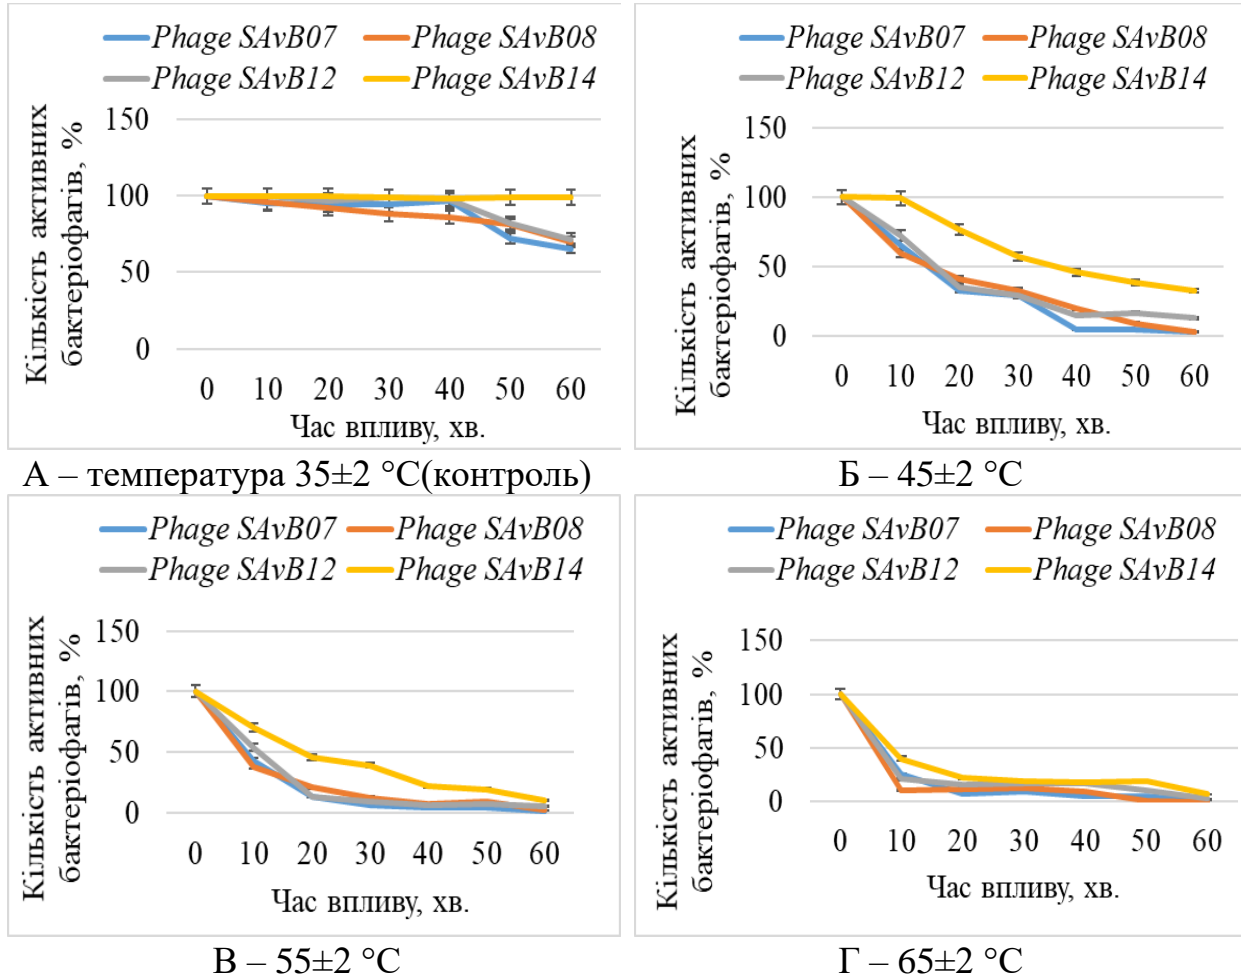 Phage SAvB07 Phage SAvB08
Phage SAvB12 Phage SAvB14
Кількість активних
бактеріофагів, %
150
100
50
0
0 10 20 30 40 50 60
Час впливу, хв.
А – температура 35±2 °С(контроль)
Phage SAvB07 Phage SAvB08
Phage SAvB12 Phage SAvB14
Кількість активних
бактеріофагів, %
150
100
50
0
0 10 20 30 40 50 60
Час впливу, хв.
Б – 45±2 °С
Phage SAvB07 Phage SAvB08
Phage SAvB12 Phage SAvB14
Кількість активних
бактеріофагів, %
150
100
50
0
0 10 20 30 40 50 60
Час впливу, хв.
В – 55±2 °С
Phage SAvB07 Phage SAvB08
Phage SAvB12 Phage SAvB14
Кількість активних
бактеріофагів, %
150
100
50
0
0 10 20 30 40 50 60
Час впливу, хв.
Г – 65±2 °С